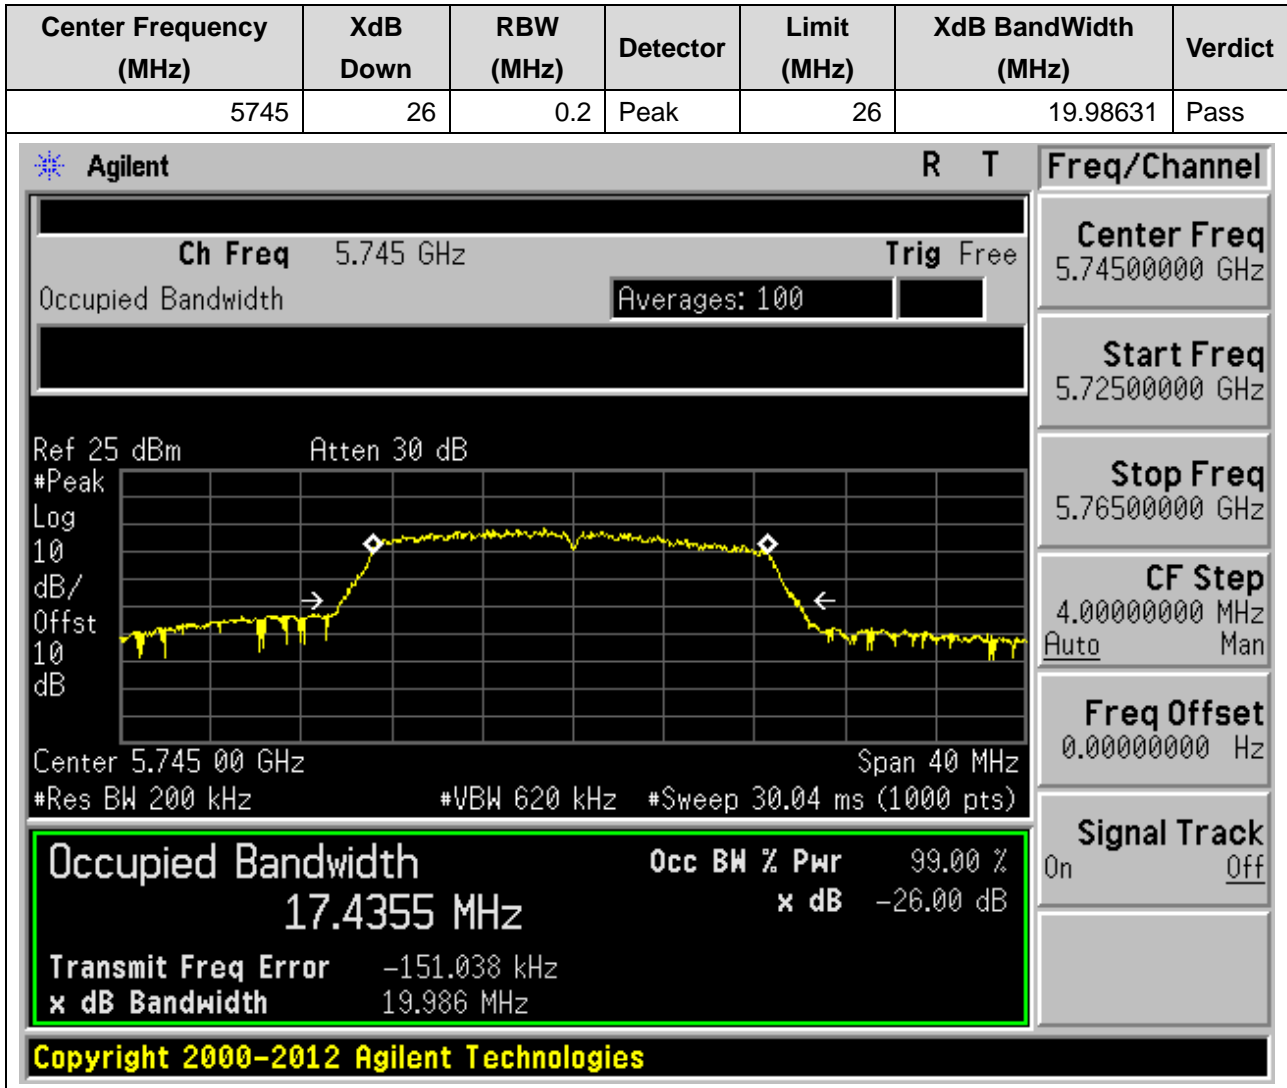 Center Frequency (MHz) XdB Down RBW (MHz) Detector Limit (MHz) XdB BandWidth (MHz) Verdict
5745 26 0.2 Peak 26 19.98631 Pass
Agilent R T Freq/Channel
Ch Freq 5.745 GHz Trig Free
Occupied Bandwidth Averages: 100
Center Freq
5.74500000 GHz
Start Freq
5.72500000 GHz
Stop Freq
5.76500000 GHz
CF Step
4.00000000 MHz
Auto Man
Freq Offset
0.00000000 Hz
Signal Track
On Off
Ref 25 dBm Atten 30 dB
#Peak
Log
10
dB/
Offst
10
dB
Center 5.745 00 GHz Span 40 MHz
#Res BW 200 kHz #VBW 620 kHz #Sweep 30.04 ms (1000 pts)
Occupied Bandwidth Occ BW % Pwr 99.00 %
17.4355 MHz x dB -26.00 dB
Transmit Freq Error -151.038 kHz
x dB Bandwidth 19.986 MHz
Copyright 2000-2012 Agilent Technologies